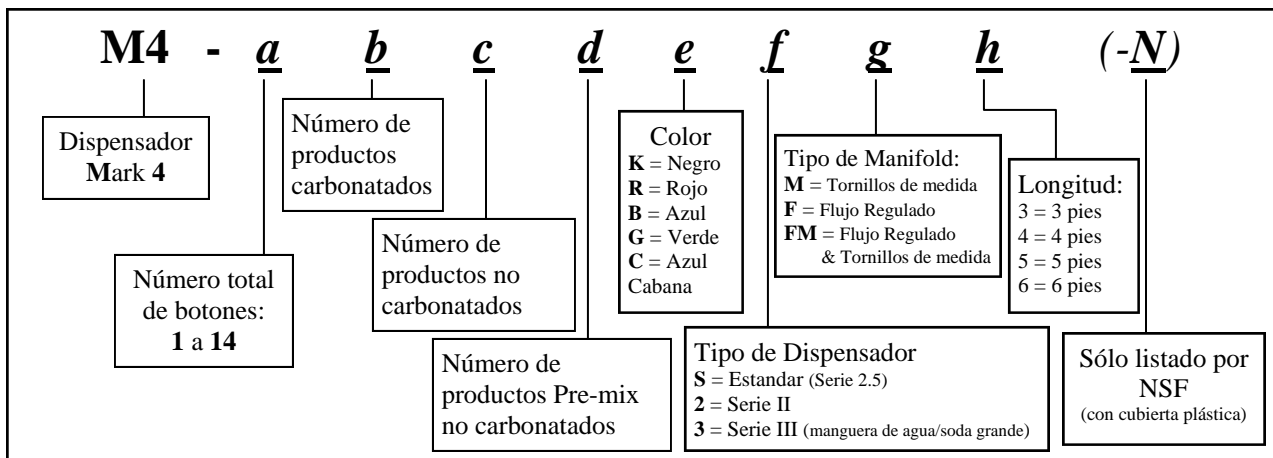 M4 - a b c d e f g h (-N)
Dispensador
Mark 4
Número total
de botones:
1 a 14
Número de
productos
carbonatados
Número de
productos no
carbonatados
Número de
productos Pre-mix
no carbonatados
Color
K = Negro
R = Rojo
B = Azul
G = Verde
C = Azul
Cabana
Tipo de Dispensador
S = Estandar (Serie 2.5)
2 = Serie II
3 = Serie III (manguera de agua/soda grande)
Tipo de Manifold:
M = Tornillos de medida
F = Flujo Regulado
FM = Flujo Regulado
& Tornillos de medida
Longitud:
3 = 3 pies
4 = 4 pies
5 = 5 pies
6 = 6 pies
Sólo listado por
NSF
(con cubierta plástica)